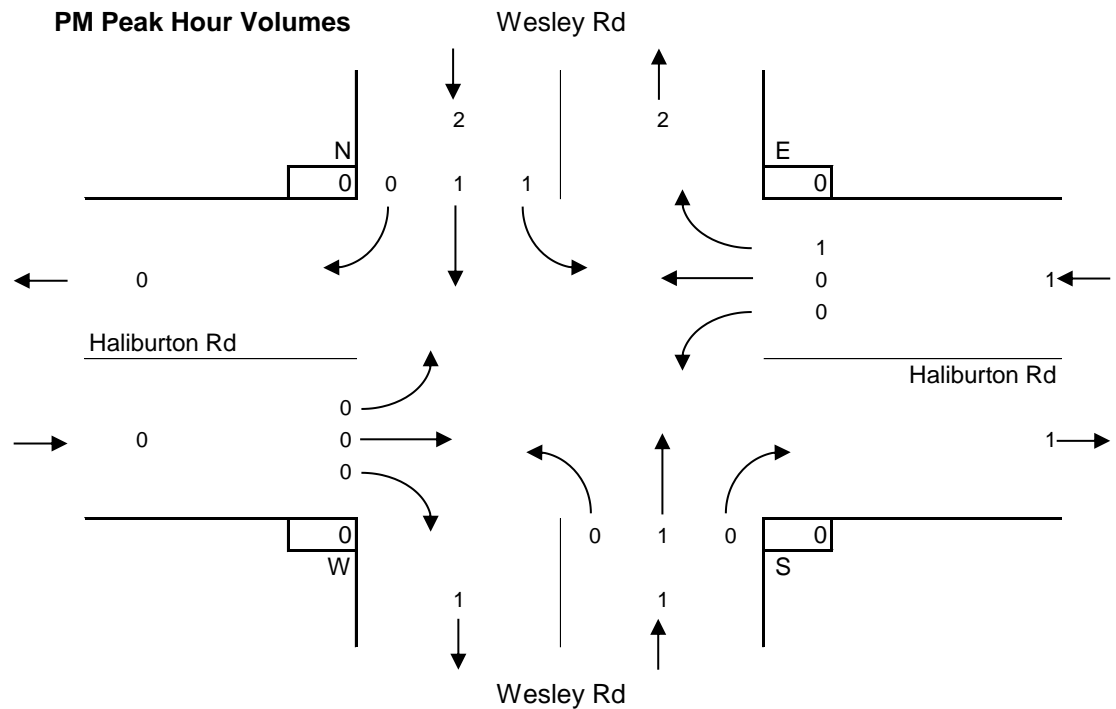 PM Peak Hour Volumes
Wesley Rd
2 2
N E
0 0 1 1 0
1
0 0 1
0
Haliburton Rd
Haliburton Rd
0
0 0 1
0
0 0 1 0 0
W S
1 1
Wesley Rd